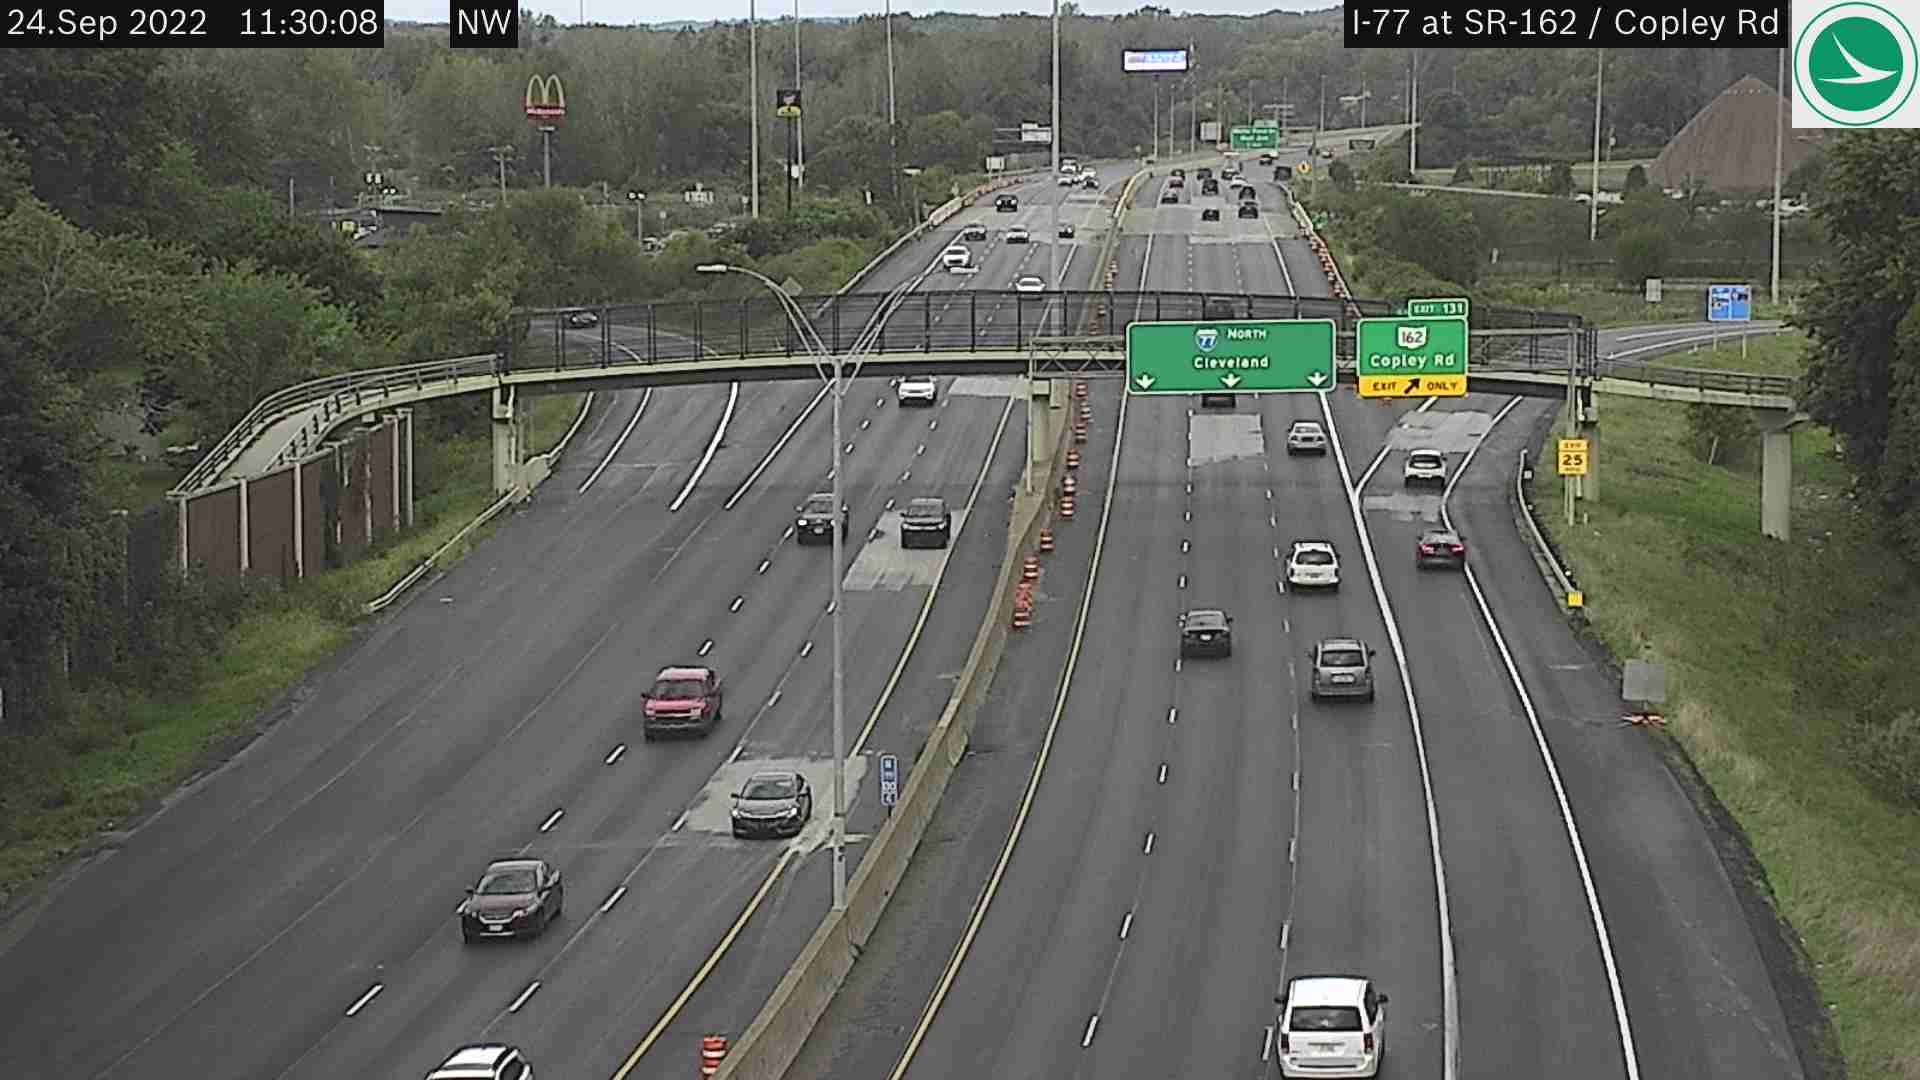 24.Sep 2022 11:30:08
NW
I-77 at SR-162 / Copley Rd
McDonald's
77 NORTH
Cleveland
EXIT 131
162
Copley Rd
EXIT ONLY
EXIT
25